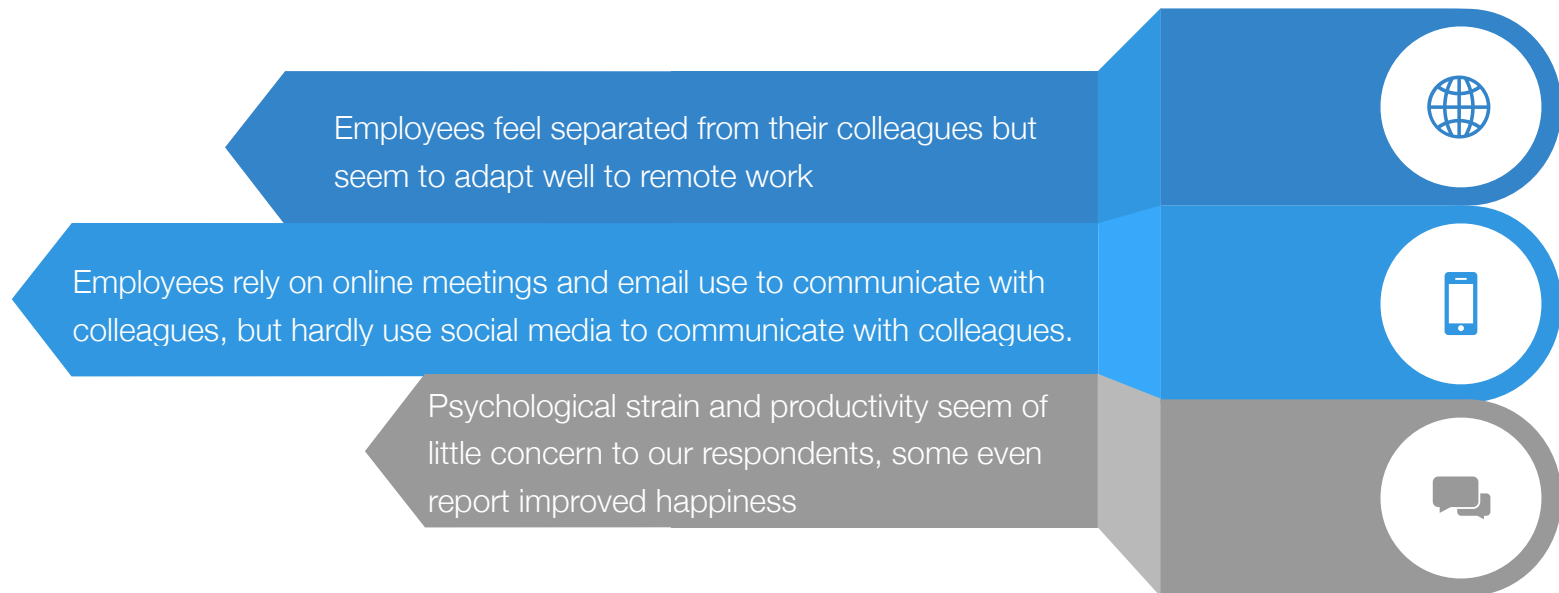 Employees feel separated from their colleagues but
seem to adapt well to remote work
Employees rely on online meetings and email use to communicate with
colleagues, but hardly use social media to communicate with colleagues.
Psychological strain and productivity seem of
little concern to our respondents, some even
report improved happiness